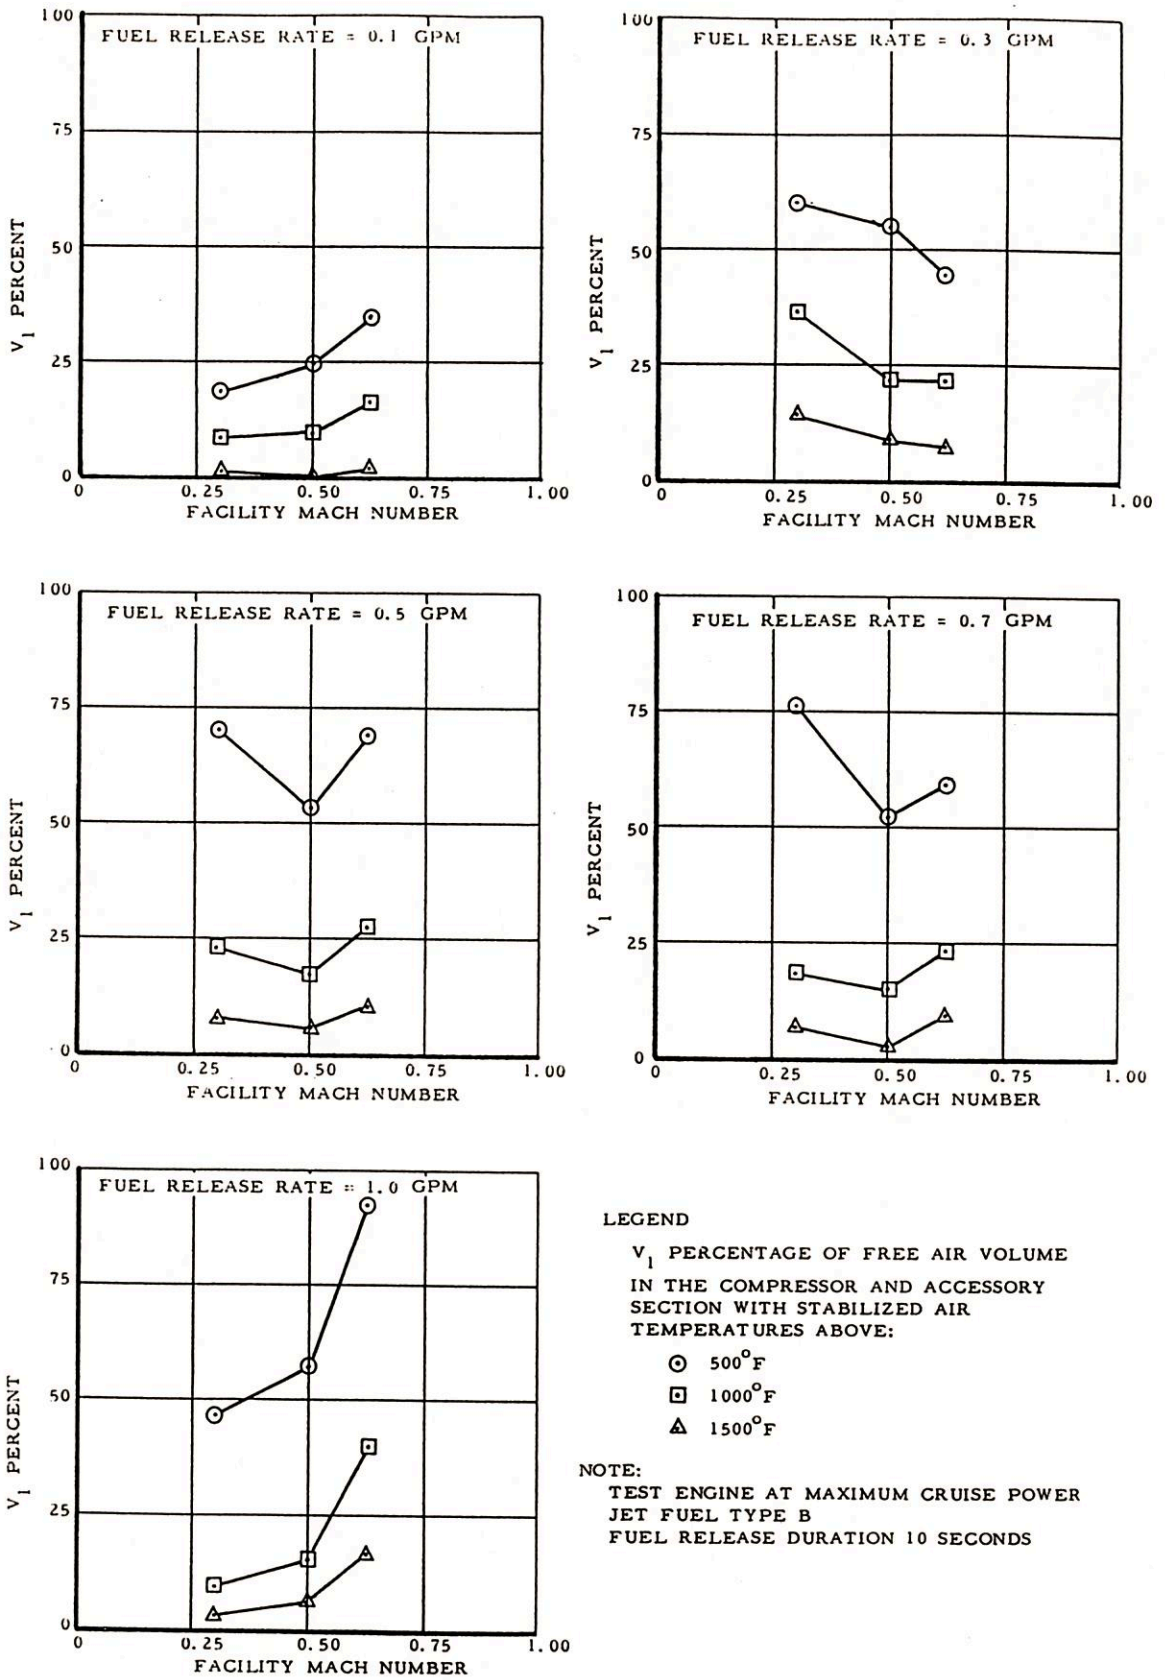 100
FUEL RELEASE RATE = 0.1 GPM
75
50
25
0
V1 PERCENT
0 0.25 0.50 0.75 1.00
FACILITY MACH NUMBER
100
FUEL RELEASE RATE = 0.3 GPM
75
50
25
0
V1 PERCENT
0 0.25 0.50 0.75 1.00
FACILITY MACH NUMBER
100
FUEL RELEASE RATE = 0.5 GPM
75
50
25
0
V1 PERCENT
0 0.25 0.50 0.75 1.00
FACILITY MACH NUMBER
100
FUEL RELEASE RATE = 0.7 GPM
75
50
25
0
V1 PERCENT
0 0.25 0.50 0.75 1.00
FACILITY MACH NUMBER
100
FUEL RELEASE RATE = 1.0 GPM
75
50
25
0
V1 PERCENT
0 0.25 0.50 0.75 1.00
FACILITY MACH NUMBER
LEGEND
V1 PERCENTAGE OF FREE AIR VOLUME
IN THE COMPRESSOR AND ACCESSORY
SECTION WITH STABILIZED AIR
TEMPERATURES ABOVE:
500°F
1000°F
1500°F
NOTE:
TEST ENGINE AT MAXIMUM CRUISE POWER
JET FUEL TYPE B
FUEL RELEASE DURATION 10 SECONDS